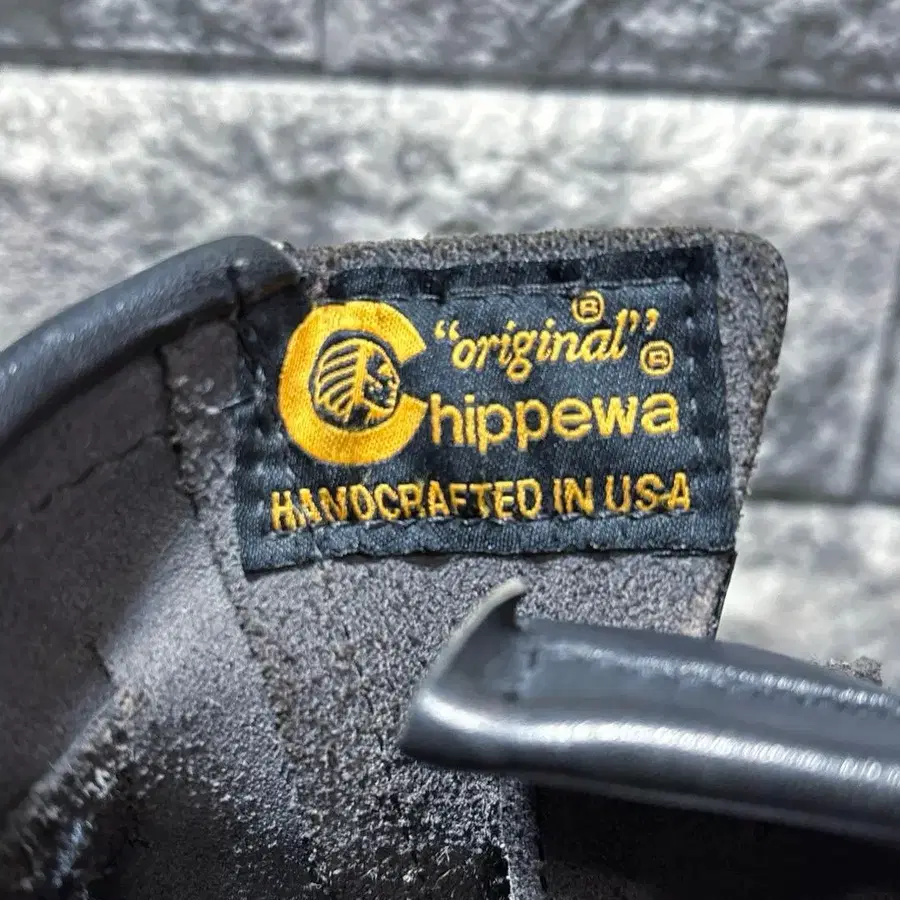 "original"®
Chippewa®
HANDCRAFTED IN USA